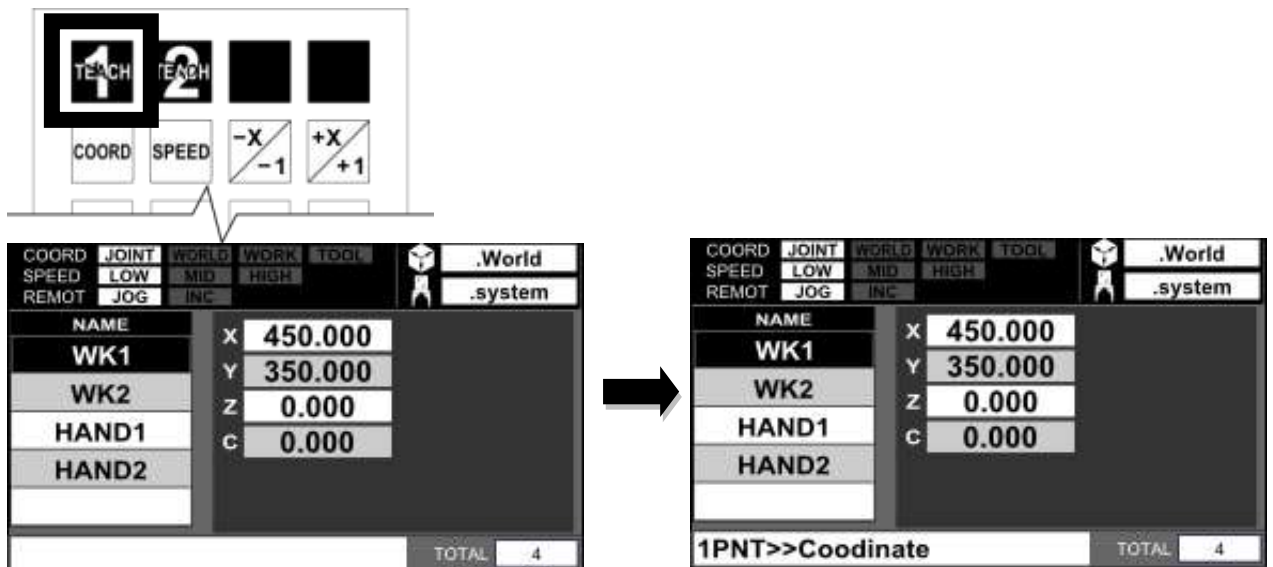 1 TEACH 2 TEACH
COORD SPEED -X/-1 +X/+1
COORD JOINT WORLD WORK TOOL .World
SPEED LOW MID HIGH
REMOT JOG INC .system
NAME
WK1
WK2
HAND1
HAND2
X 450.000
Y 350.000
Z 0.000
C 0.000
TOTAL 4
COORD JOINT WORLD WORK TOOL .World
SPEED LOW MID HIGH
REMOT JOG INC .system
NAME
WK1
WK2
HAND1
HAND2
X 450.000
Y 350.000
Z 0.000
C 0.000
1PNT>>Coodinate TOTAL 4